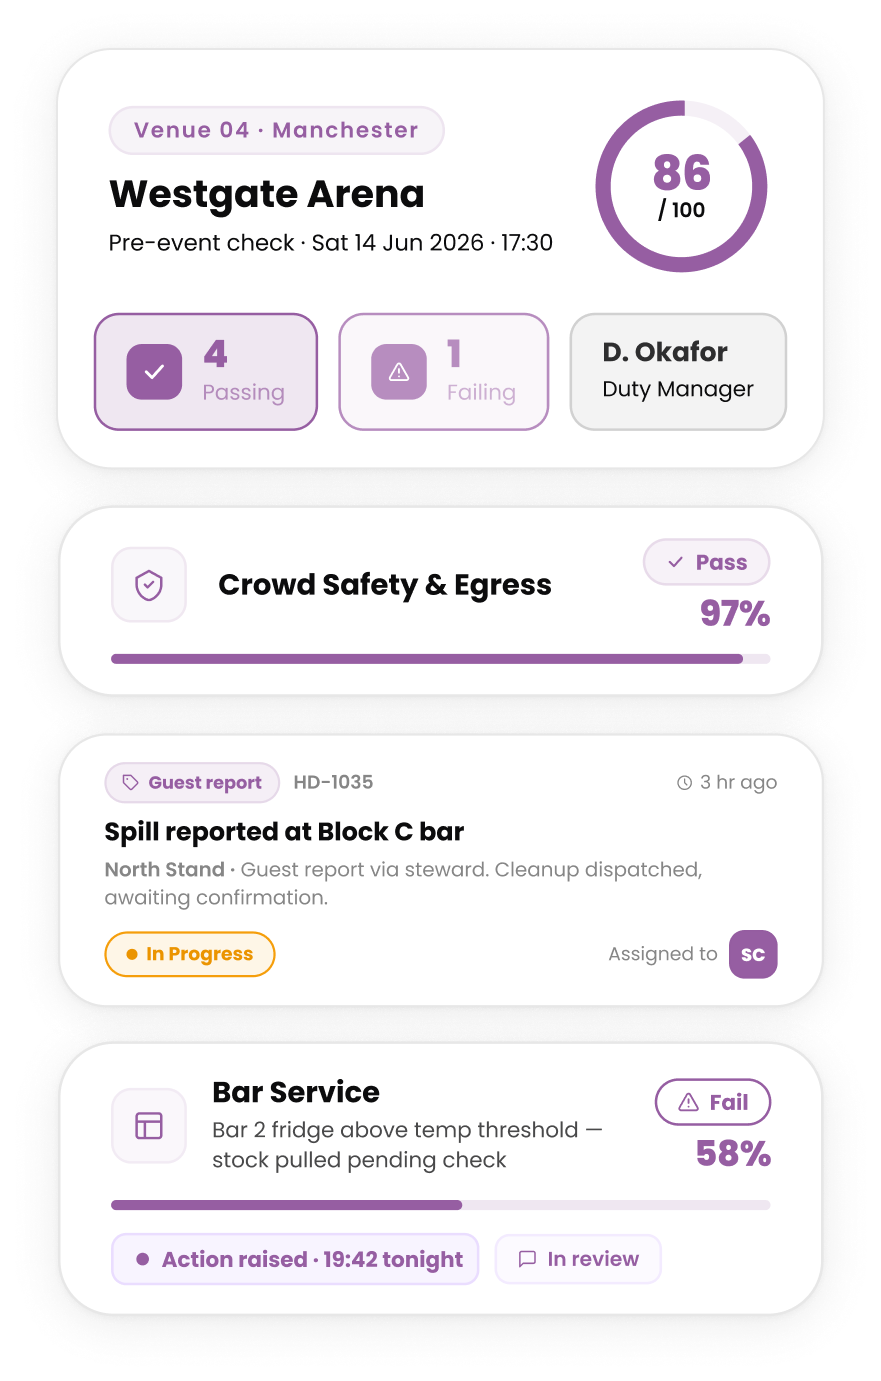 Venue 04 · Manchester
Westgate Arena
Pre-event check · Sat 14 Jun 2026 · 17:30
86
/ 100
4
Passing
1
Failing
D. Okafor
Duty Manager
Crowd Safety & Egress
Pass
97%
Guest report
HD-1035
3 hr ago
Spill reported at Block C bar
North Stand · Guest report via steward. Cleanup dispatched,
awaiting confirmation.
In Progress
Assigned to
SC
Bar Service
Bar 2 fridge above temp threshold —
stock pulled pending check
Fail
58%
Action raised · 19:42 tonight
In review